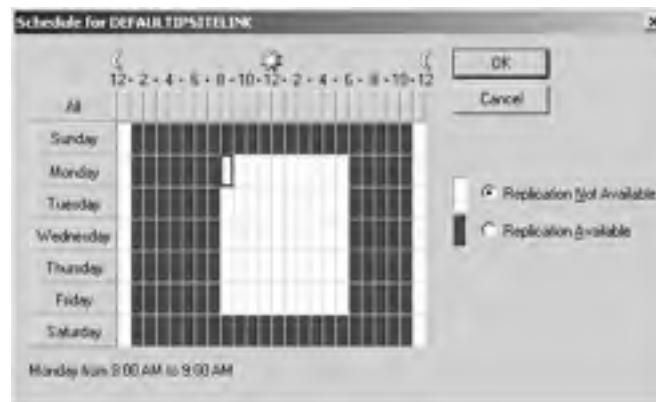 Schedule for DEFAULTIPSITELINK
12 • 2 • 4 • 6 • 8 • 10 • 12 • 2 • 4 • 6 • 8 • 10 • 12
All
Sunday
Monday
Tuesday
Wednesday
Thursday
Friday
Saturday
Monday from 8:00 AM to 9:00 AM
OK
Cancel
Replication Not Available
Replication Available